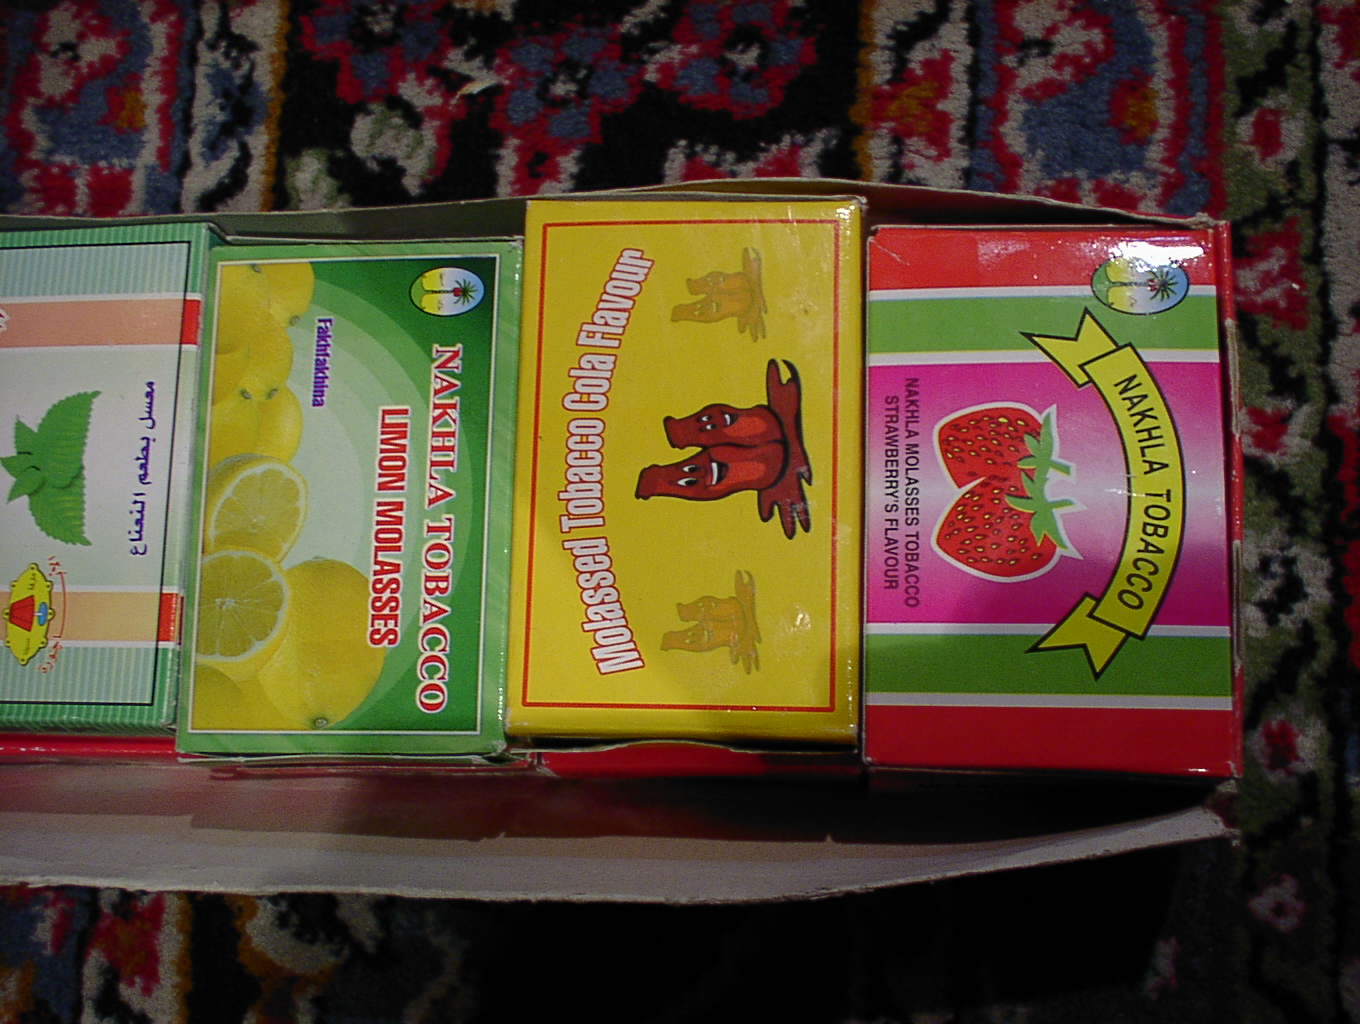 معسل بطعم النعناع
Fakhfakhina
NAKHLA TOBACCO
LIMON MOLASSES
Molassed Tobacco Cola Flavour
NAKHLA TOBACCO
NAKHLA MOLASSES TOBACCO
STRAWBERRY'S FLAVOUR